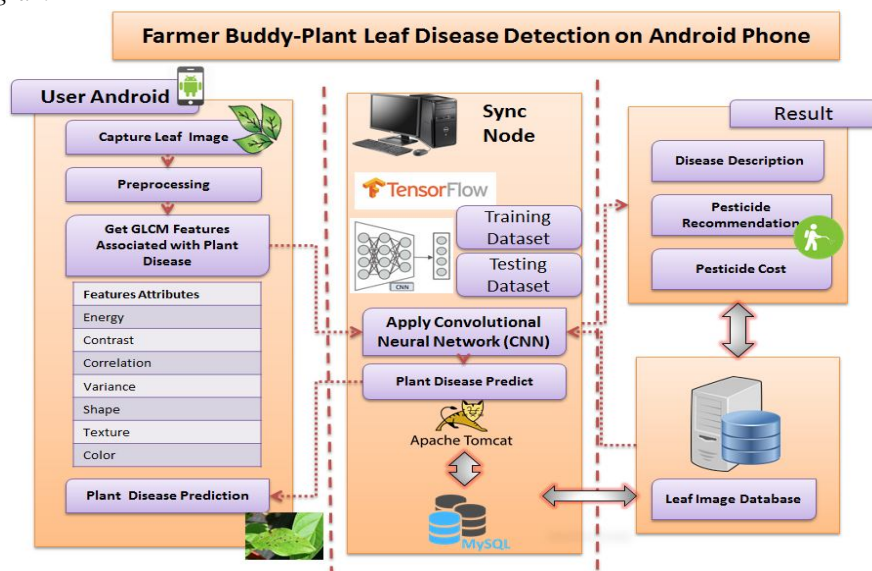 Farmer Buddy-Plant Leaf Disease Detection on Android Phone
User Android
Capture Leaf Image
Preprocessing
Get GLCM Features
Associated with Plant
Disease
Features Attributes
Energy
Contrast
Correlation
Variance
Shape
Texture
Color
Plant Disease Prediction
Sync
Node
TensorFlow
Training
Dataset
Testing
Dataset
CNN
Apply Convolutional
Neural Network (CNN)
Plant Disease Predict
Apache Tomcat
MySQL
Result
Disease Description
Pesticide
Recommendation
Pesticide Cost
Leaf Image Database